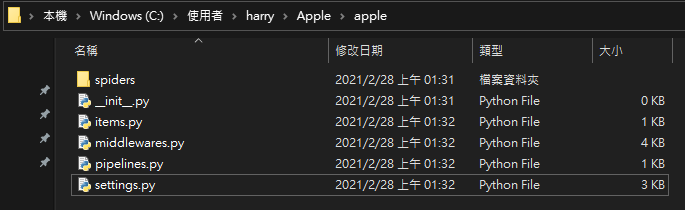 本機 > Windows (C:) > 使用者 > harry > Apple > apple
名稱 修改日期 類型 大小
spiders 2021/2/28 上午 01:31 檔案資料夾
__init__.py 2021/2/28 上午 01:31 Python File 0 KB
items.py 2021/2/28 上午 01:32 Python File 1 KB
middlewares.py 2021/2/28 上午 01:32 Python File 4 KB
pipelines.py 2021/2/28 上午 01:32 Python File 1 KB
settings.py 2021/2/28 上午 01:32 Python File 3 KB